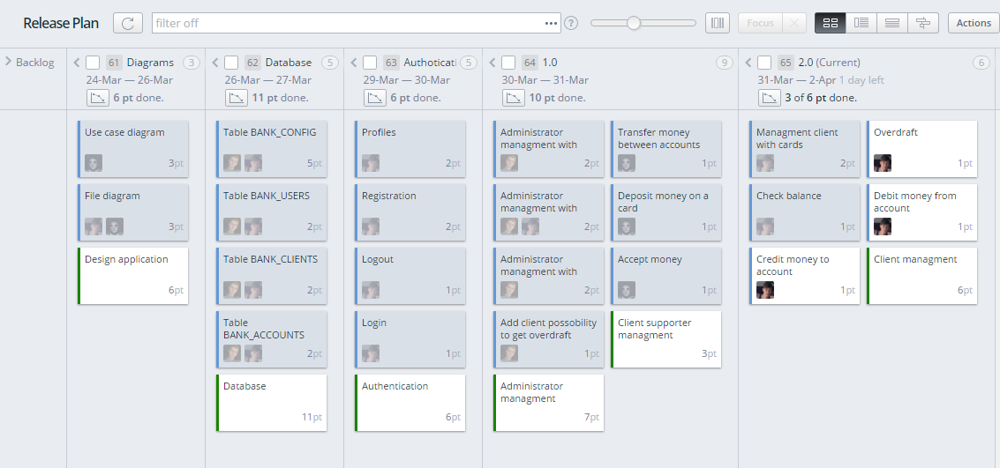 Release Plan
filter off
•••
?
Focus
Actions
Backlog
61 Diagrams 3
24-Mar — 26-Mar
6 pt done.
Use case diagram
3pt
File diagram
3pt
Design application
6pt
62 Database 5
26-Mar — 27-Mar
11 pt done.
Table BANK_CONFIG
5pt
Table BANK_USERS
2pt
Table BANK_CLIENTS
2pt
Table
BANK_ACCOUNTS
2pt
Database
11pt
63 Authoticati 5
29-Mar — 30-Mar
6 pt done.
Profiles
2pt
Registration
2pt
Logout
1pt
Login
1pt
Authentication
6pt
64 1.0 9
30-Mar — 31-Mar
10 pt done.
Administrator
managment with
2pt
Transfer money
between accounts
1pt
Administrator
managment with
2pt
Deposit money on a
card
1pt
Administrator
managment with
2pt
Accept money
1pt
Add client possobility
to get overdraft
1pt
Client supporter
managment
3pt
Administrator
managment
7pt
65 2.0 (Current) 6
31-Mar — 2-Apr 1 day left
3 of 6 pt done.
Managment client
with cards
2pt
Overdraft
1pt
Check balance
1pt
Debit money from
account
1pt
Credit money to
account
1pt
Client managment
6pt